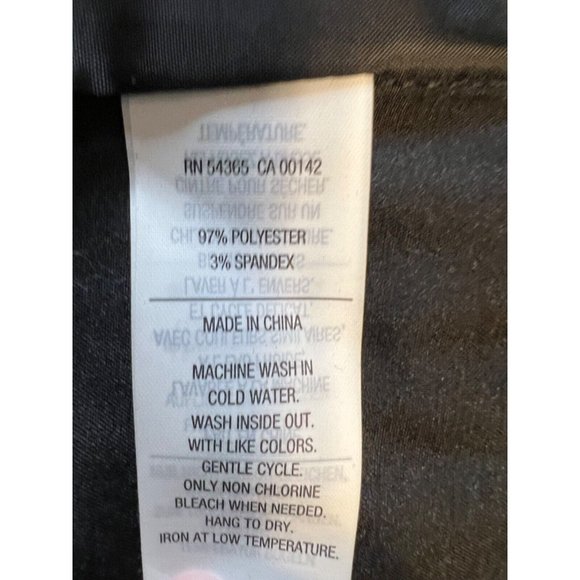 RN 54365 CA 00142
97% POLYESTER
3% SPANDEX
MADE IN CHINA
MACHINE WASH IN
COLD WATER.
WASH INSIDE OUT.
WITH LIKE COLORS.
GENTLE CYCLE.
ONLY NON CHLORINE
BLEACH WHEN NEEDED.
HANG TO DRY.
IRON AT LOW TEMPERATURE.